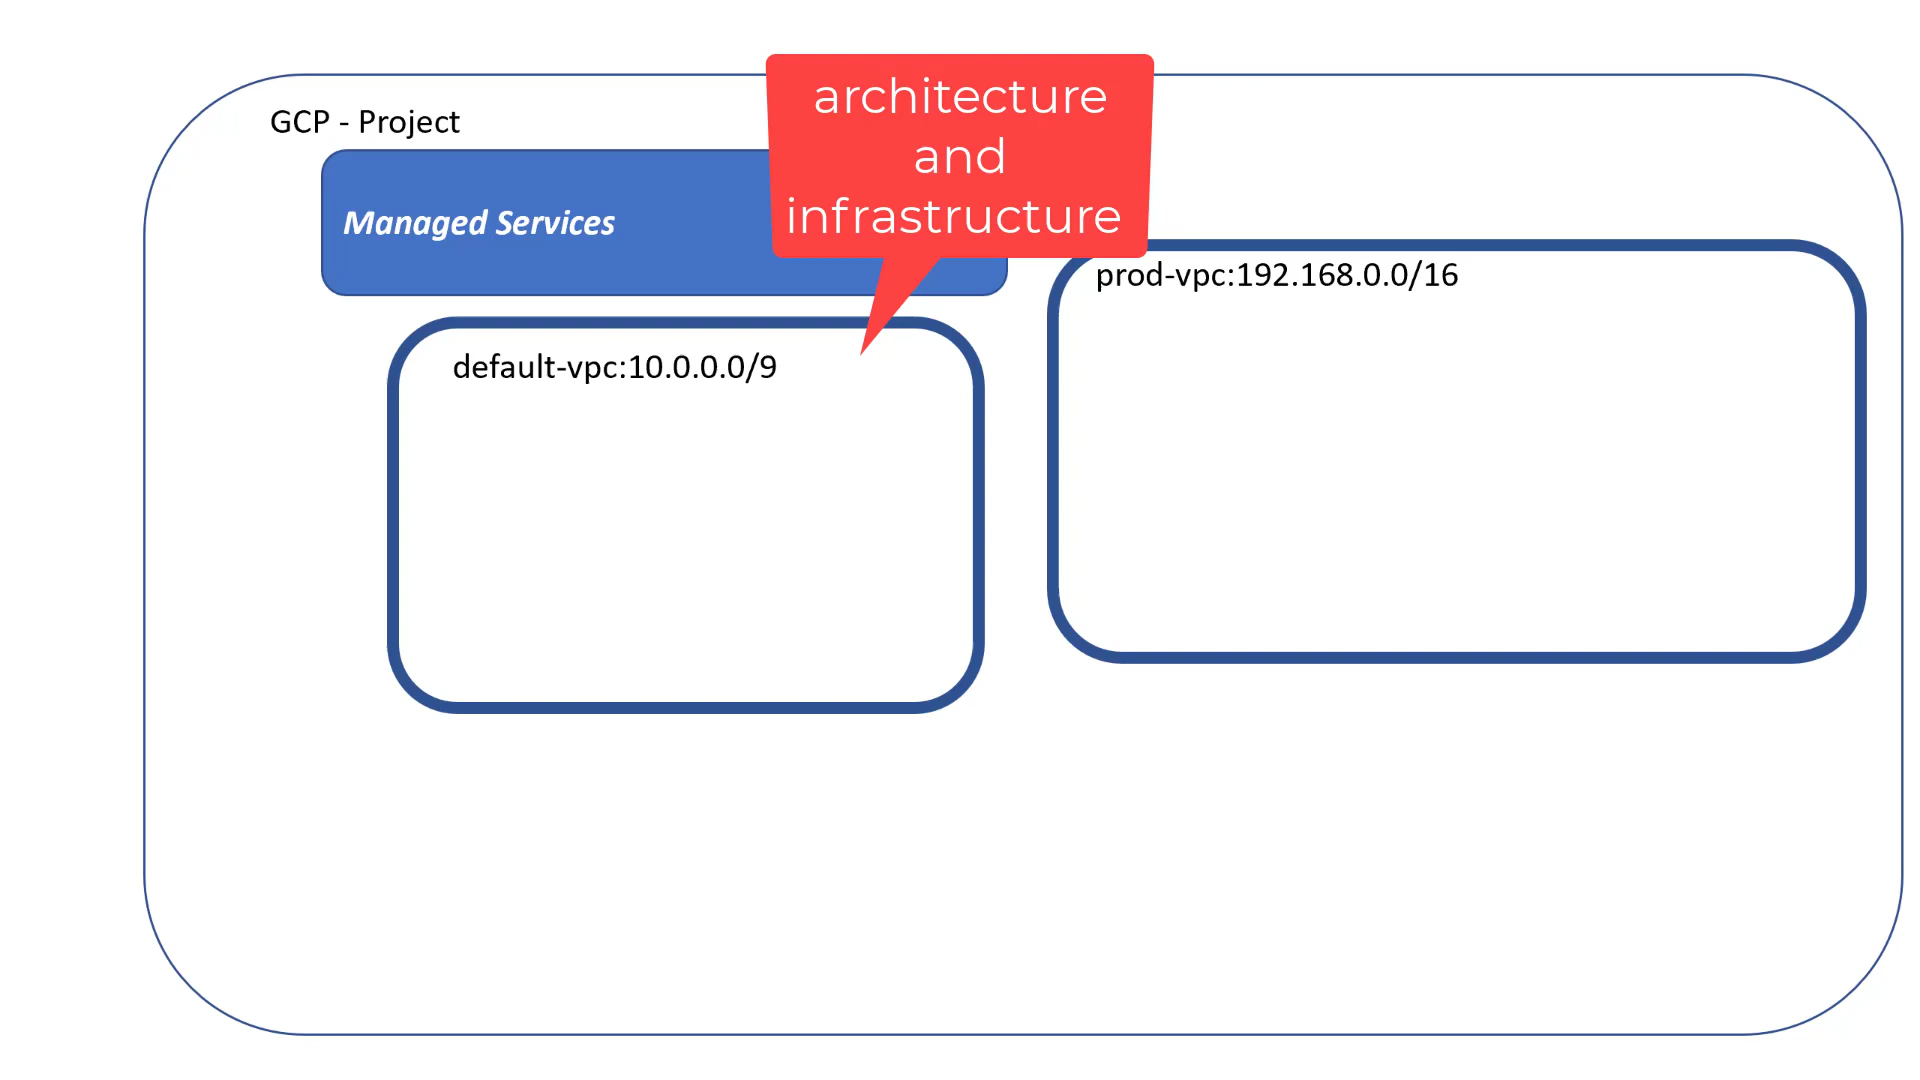 architecture
and
infrastructure
GCP - Project
Managed Services
prod-vpc:192.168.0.0/16
default-vpc:10.0.0.0/9